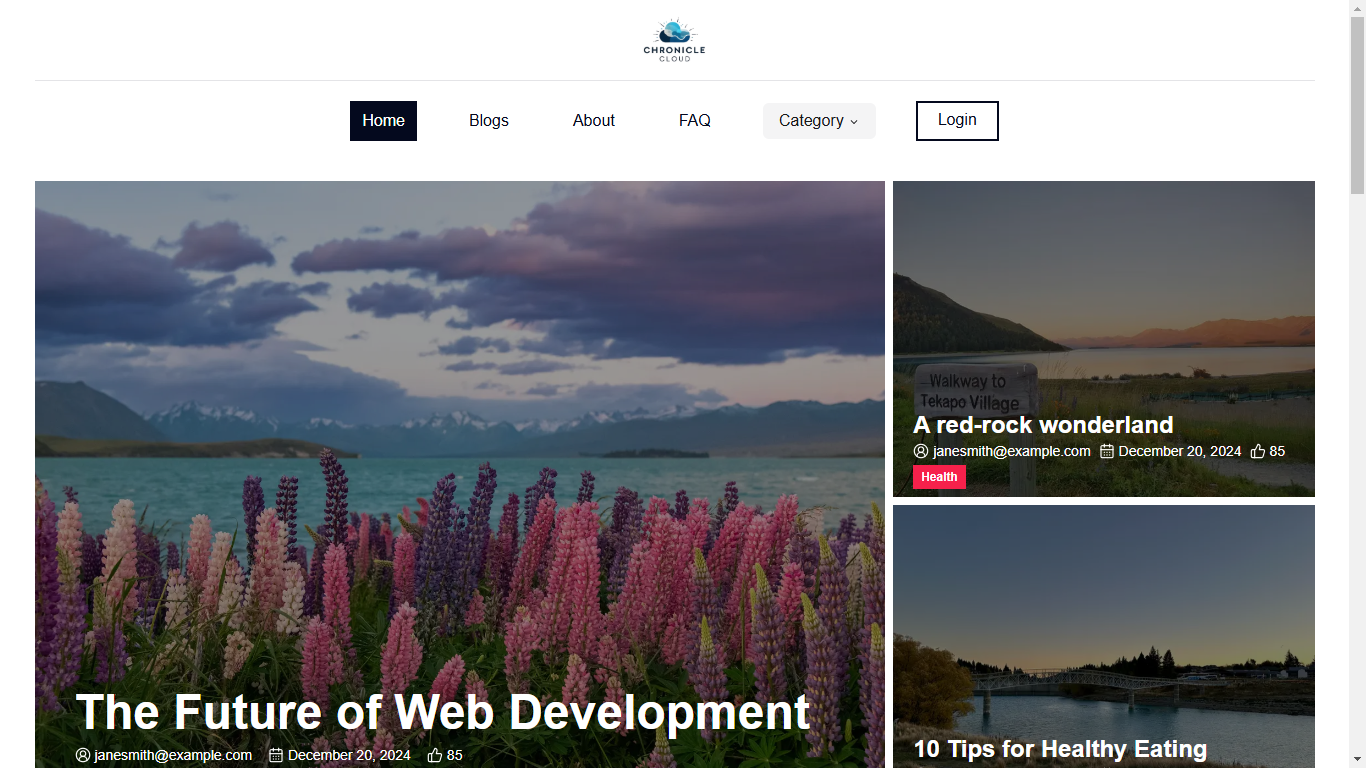 CHRONICLE
CLOUD
Home
Blogs
About
FAQ
Category
Login
The Future of Web Development
janesmith@example.com December 20, 2024 85
Walkway to
Tekapo Village
A red-rock wonderland
janesmith@example.com December 20, 2024 85
Health
10 Tips for Healthy Eating